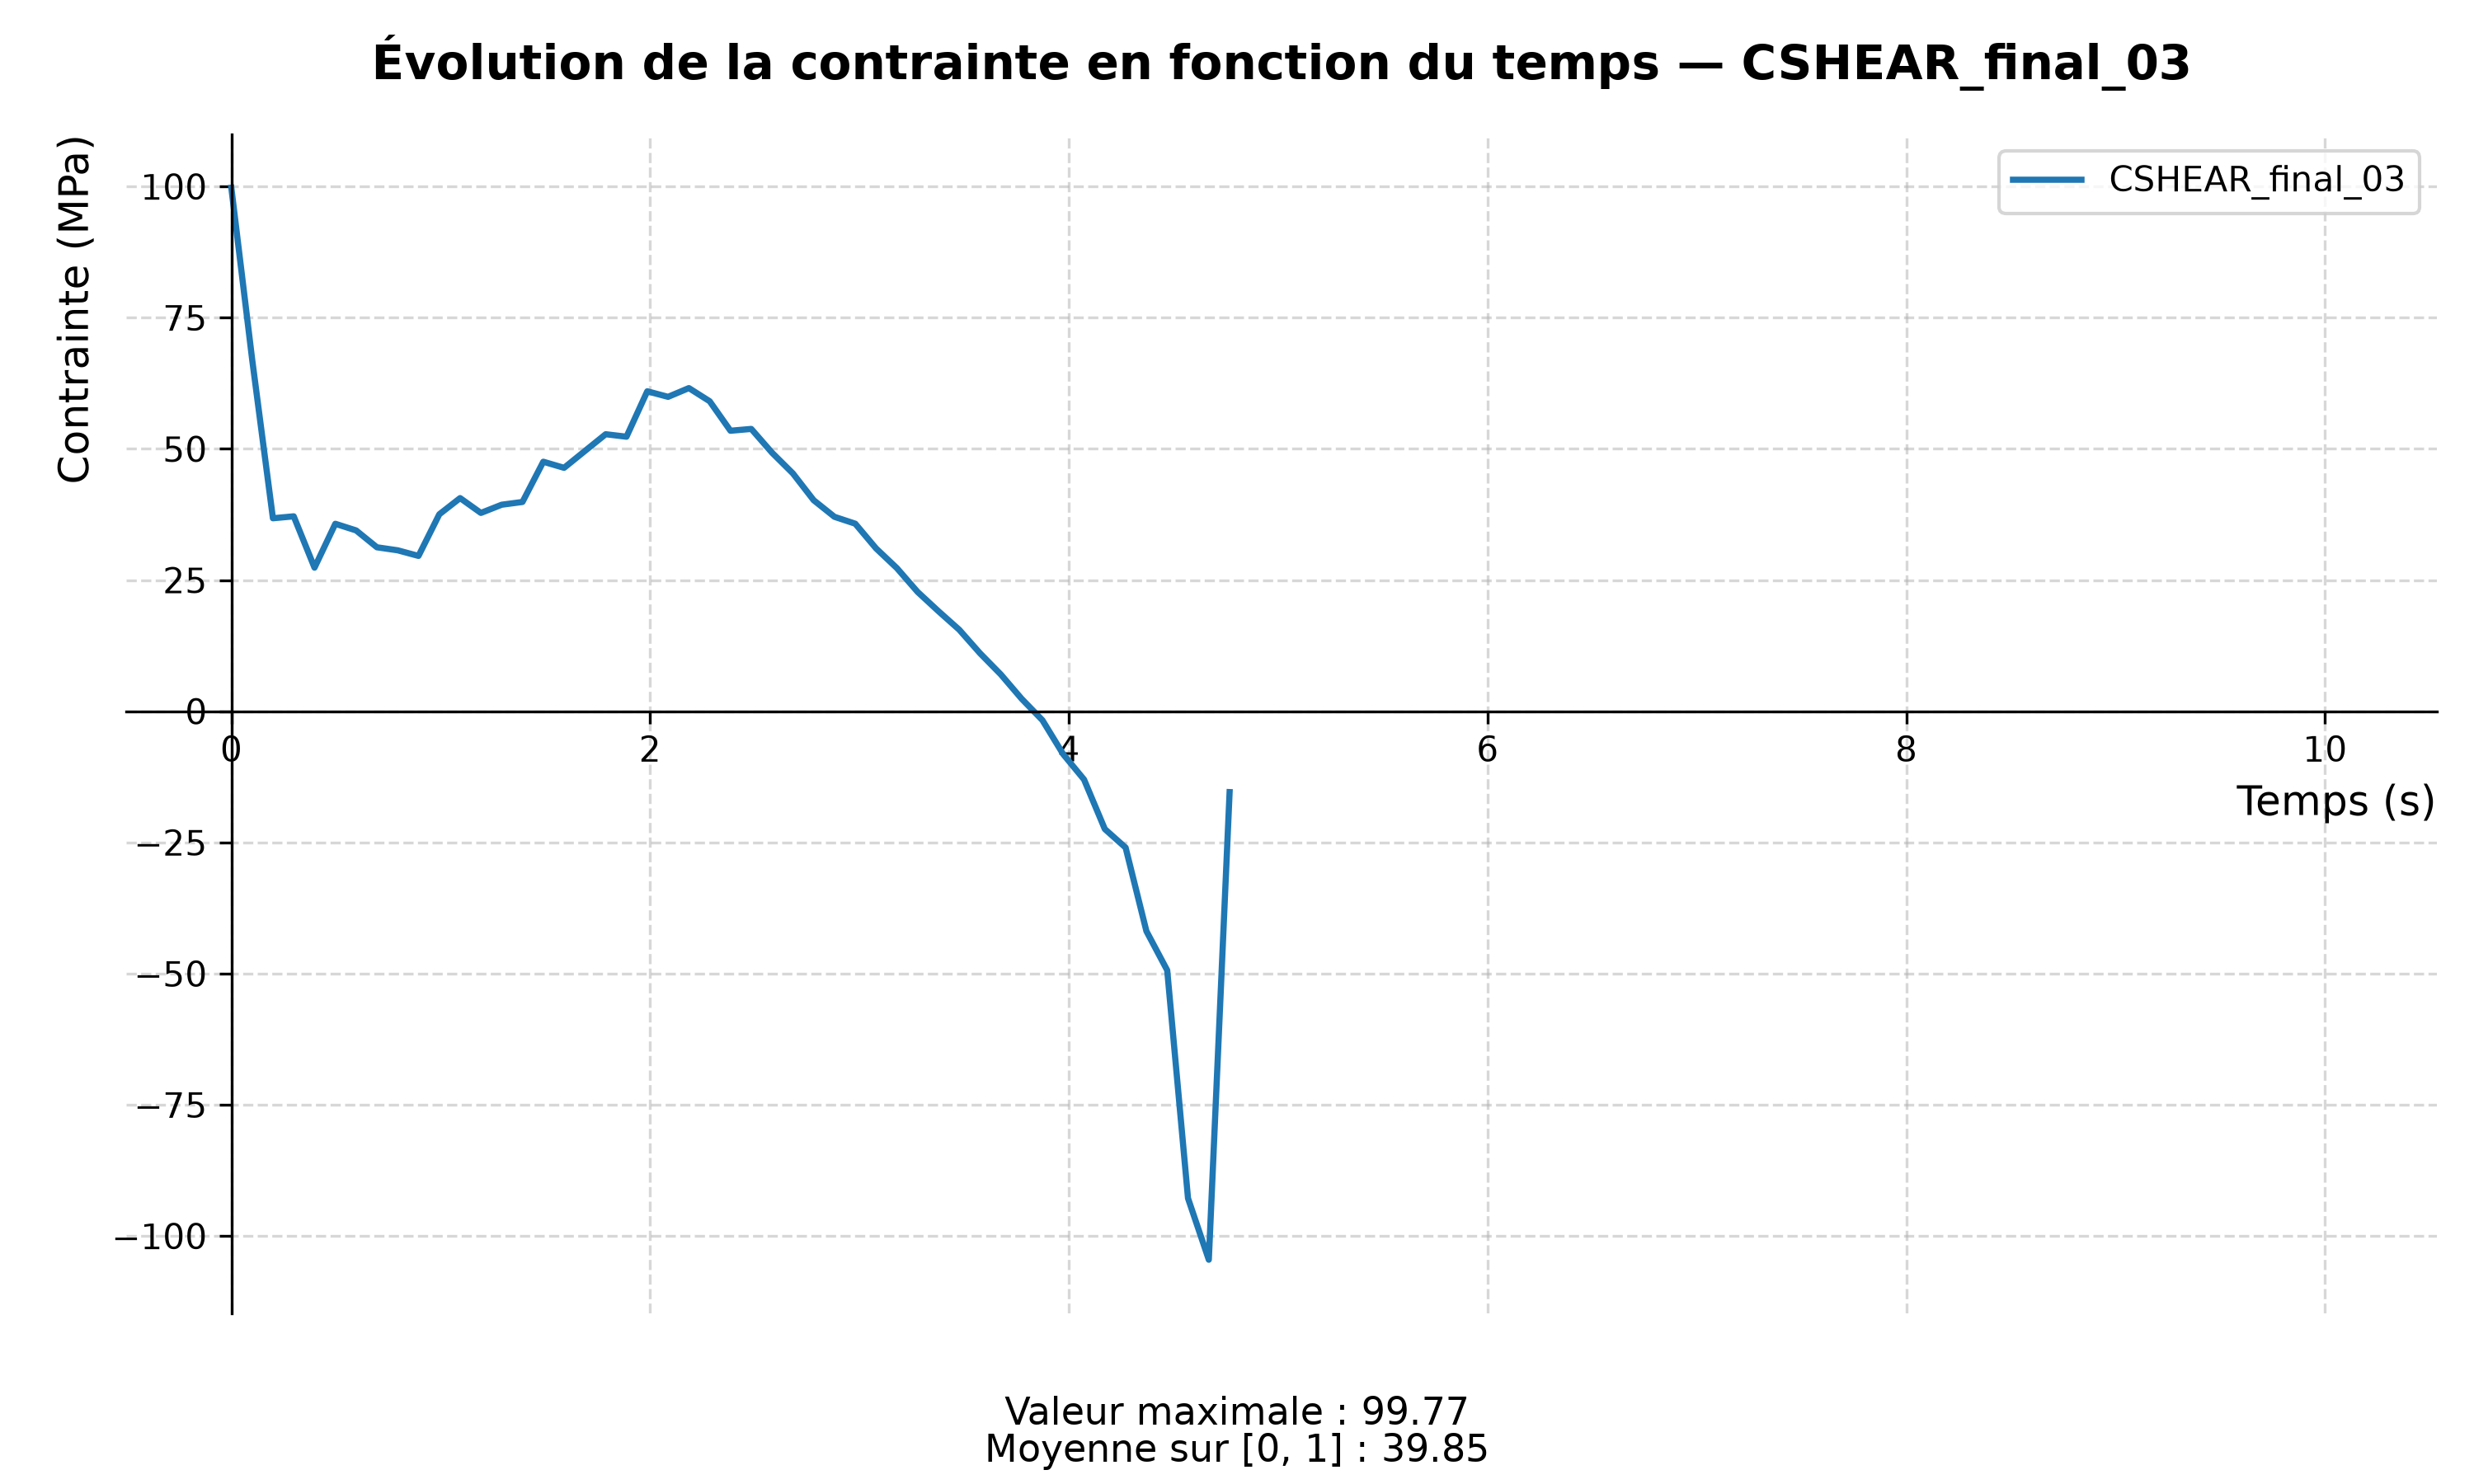 Évolution de la contrainte en fonction du temps — CSHEAR_final_03
Contrainte (MPa)
CSHEAR_final_03
100
75
50
25
0
−25
−50
−75
−100
0
2
4
6
8
10
Temps (s)
Valeur maximale : 99.77
Moyenne sur [0, 1] : 39.85